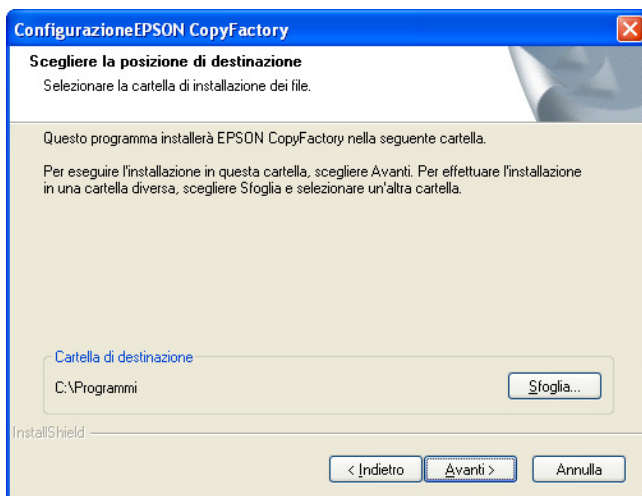 ConfigurazioneEPSON CopyFactory
Scegliere la posizione di destinazione
Selezionare la cartella di installazione dei file.
Questo programma installerà EPSON CopyFactory nella seguente cartella.
Per eseguire l'installazione in questa cartella, scegliere Avanti. Per effettuare l'installazione
in una cartella diversa, scegliere Sfoglia e selezionare un'altra cartella.
Cartella di destinazione
C:\Programmi
Sfoglia...
InstallShield
< Indietro
Avanti >
Annulla